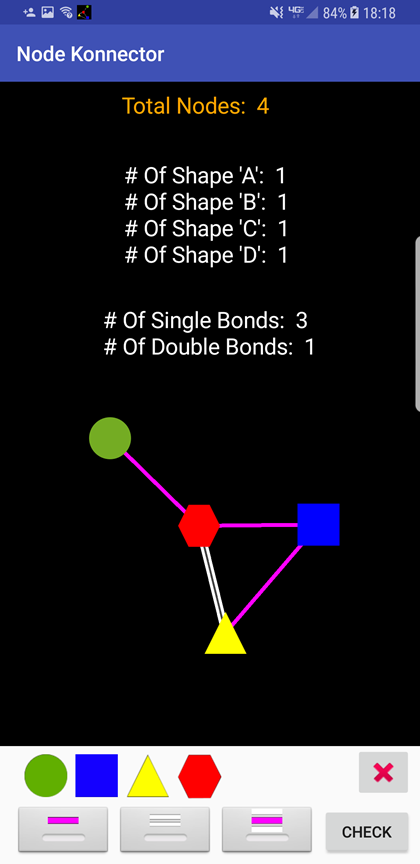 4G 84% 18:18
Node Konnector
Total Nodes: 4
# Of Shape 'A': 1
# Of Shape 'B': 1
# Of Shape 'C': 1
# Of Shape 'D': 1
# Of Single Bonds: 3
# Of Double Bonds: 1
CHECK